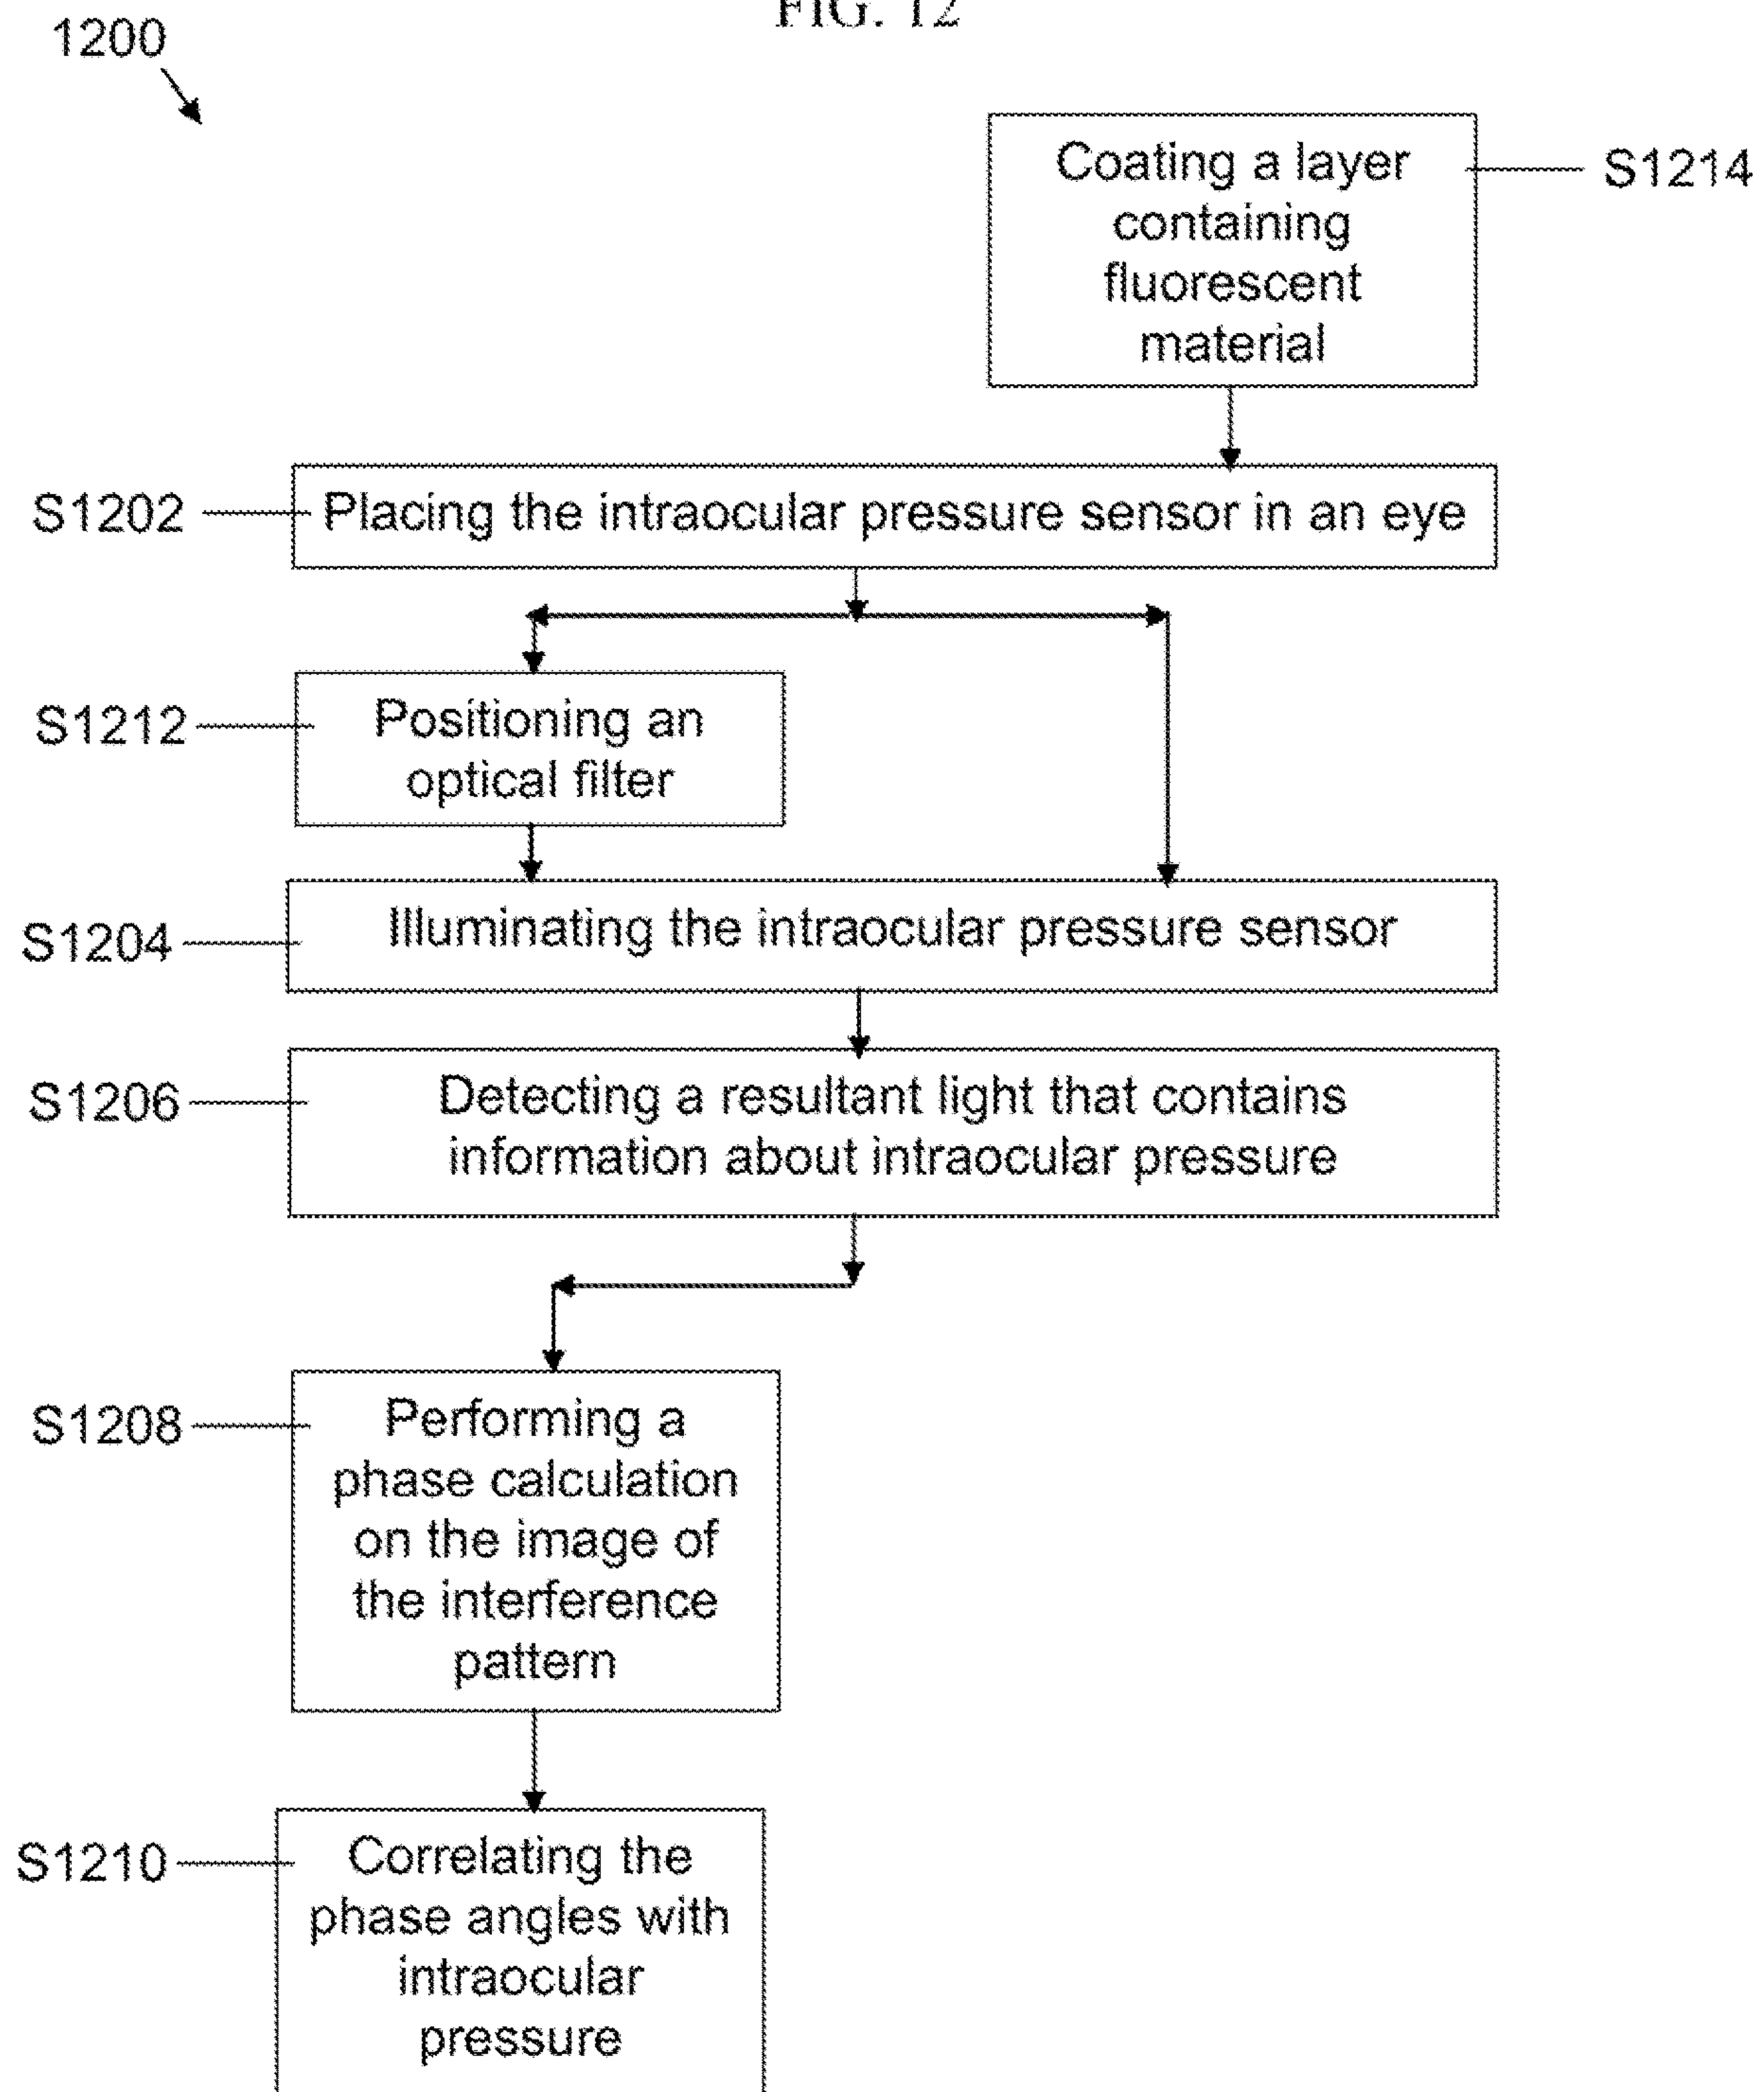 FIG. 12
1200
Coating a layer
containing
fluorescent
material
S1214
S1202
Placing the intraocular pressure sensor in an eye
S1212
Positioning an
optical filter
S1204
Illuminating the intraocular pressure sensor
S1206
Detecting a resultant light that contains
information about intraocular pressure
S1208
Performing a
phase calculation
on the image of
the interference
pattern
S1210
Correlating the
phase angles with
intraocular
pressure